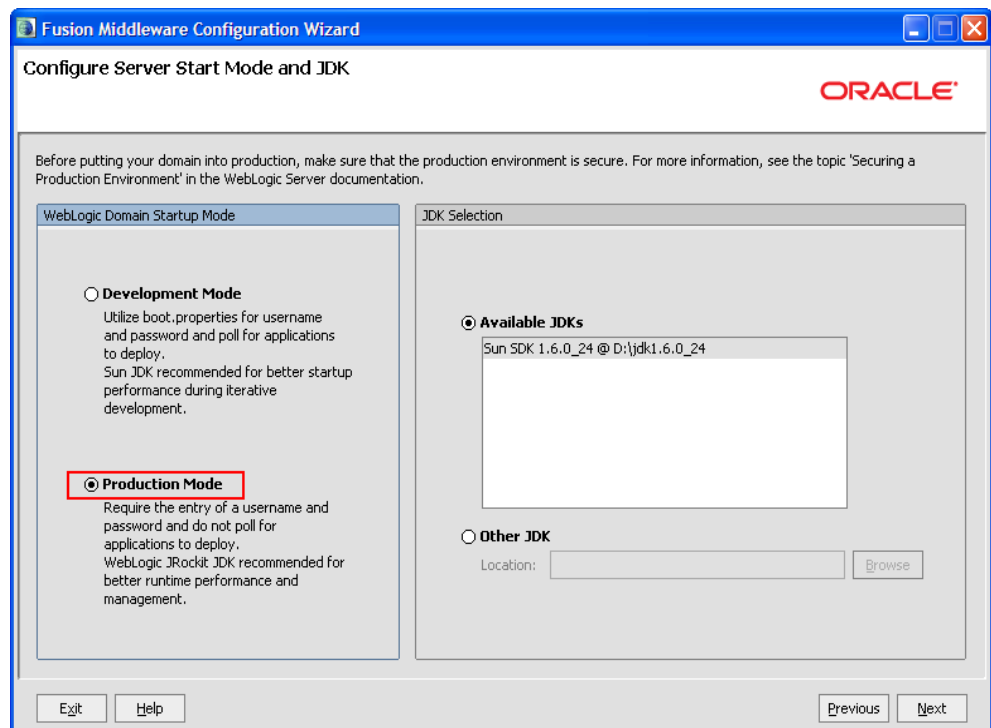 Fusion Middleware Configuration Wizard
Configure Server Start Mode and JDK
ORACLE
Before putting your domain into production, make sure that the production environment is secure. For more information, see the topic 'Securing a
Production Environment' in the WebLogic Server documentation.
WebLogic Domain Startup Mode
Development Mode
Utilize boot.properties for username
and password and poll for applications
to deploy.
Sun JDK recommended for better startup
performance during iterative
development.
Production Mode
Require the entry of a username and
password and do not poll for
applications to deploy.
WebLogic JRockit JDK recommended for
better runtime performance and
management.
JDK Selection
Available JDKs
Sun SDK 1.6.0_24 @ D:\jdk1.6.0_24
Other JDK
Location:
Browse
Exit
Help
Previous
Next